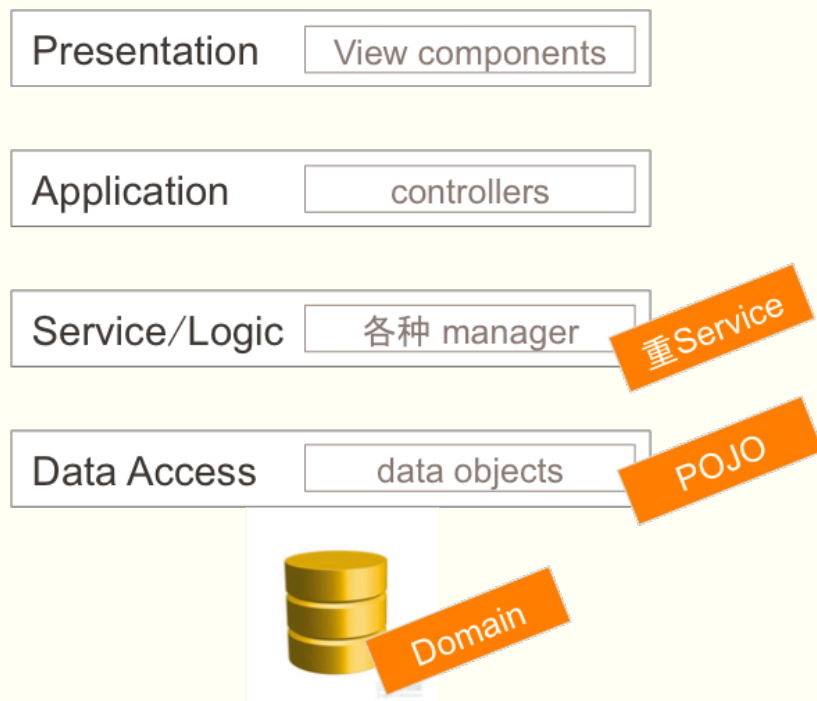 Presentation
View components
Application
controllers
Service/Logic
各种 manager
重Service
Data Access
data objects
POJO
Domain